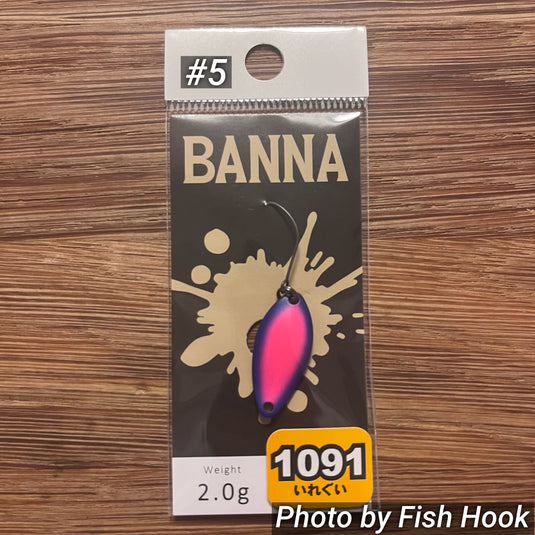 #5
BANNA
Weight
2.0g
1091
いれぐい
Photo by Fish Hook